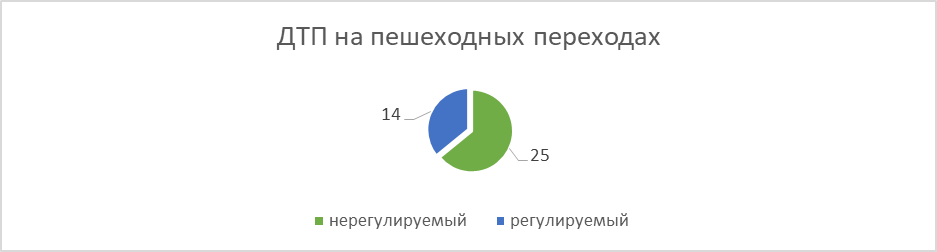 ДТП на пешеходных переходах
14
25
нерегулируемый регулируемый